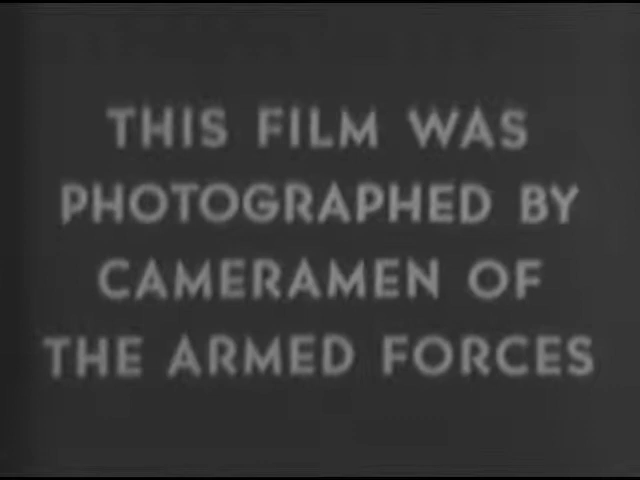 THIS FILM WAS
PHOTOGRAPHED BY
CAMERAMEN OF
THE ARMED FORCES